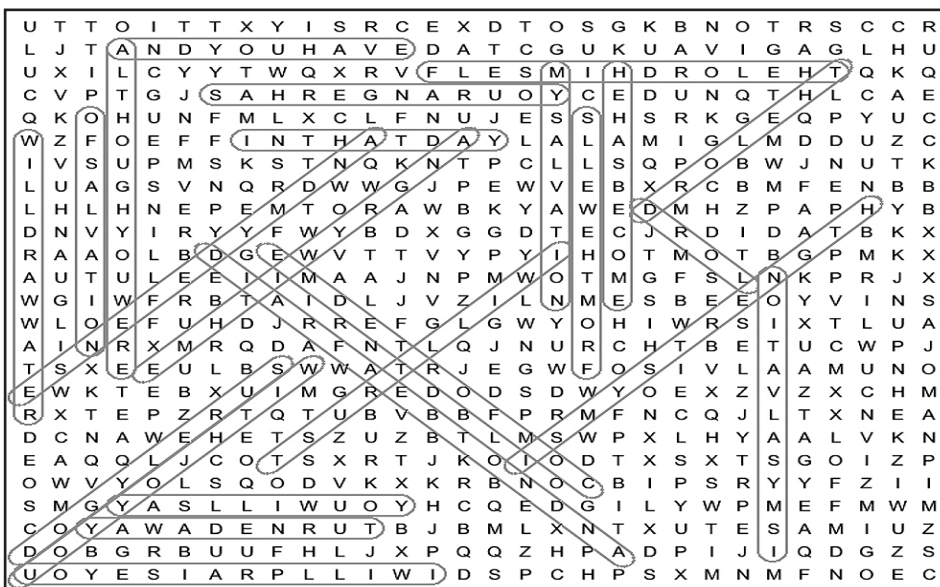 U T T O I T T X Y I S R C E X D T O S G K B N O T R S C C R
L J T A N D Y O U H A V E D A T C G U K U A V I G A G L H U
U X I L C Y Y T W Q X R V F L E S M I H D R O L E H T Q K Q
C V P T G J S A H R E G N A R U O Y C E D U N Q T H L C A E
Q K O H U N F M L X C L F N U J E S S H S R K G E Q P Y U C
W Z F O E F F I N T H A T D A Y L A L A M I G L M D D U Z C
I V S U P M S K S T N Q K N T P C L L S Q P O B W J N U T K
L U A G S V N Q R D W W G J P E W V E B X R C B M F E N B B
L H L H N E P E M T O R A W B K Y A W E D M H Z P A P H Y B
D N V Y I R Y Y F W Y B D X G G D T E C J R D I D A T B K X
R A A O L B D G E W V T T V Y P Y I H O T M O T B G P M K X
A U T U L E E I I M A A J N P M W O T M G F S L N K P R J X
W G I W F R B T A I D L J V Z I L N M E S B E E O Y V I N S
W L O E F U H D J R R E F G L G W Y O H I W R S I X T L U A
A I N R X M R Q D A F N T L Q J N U R C H T B E T U C W P J
T S X E E U L B S W W A T R J E G W F O S I V L A A M U N O
E W K T E B X U I M G R E D O D S D W Y O E X Z V Z X C H M
R X T E P Z R T Q T U B V B B F P R M F N C Q J L T X N E A
D C N A W E H E T S Z U Z B T L M S W P X L H Y A A L V K N
E A Q Q L J C O T S X R T J K O I O D T X S X T S G O I Z P
O W V Y O L S Q O D V K X K R B N O C B I P S R Y Y F Z I I
S M G Y A S L L I W U O Y H C Q E D G I L Y W P M E F M W M
C O Y A W A D E N R U T B J B M L X N T X U T E S A M I U Z
D O B G R B U U F H L J X P Q Q Z H P A D P I J I Q D G Z S
U O Y E S I A R P L L I W I D S P C H P S X M N M F N O E C